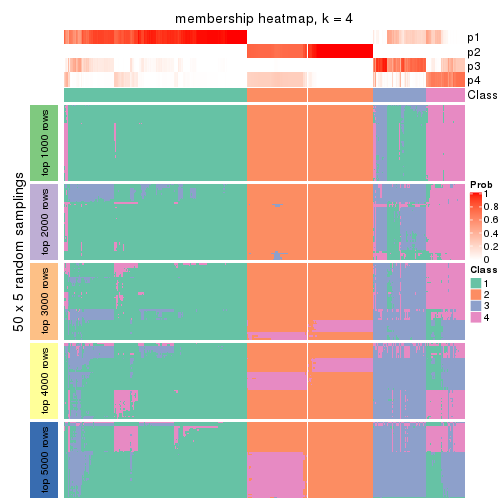 membership heatmap, k = 4
p1
p2
p3
p4
Class
50 x 5 random samplings
top 1000 rows
top 2000 rows
top 3000 rows
top 4000 rows
top 5000 rows
Prob
1
0.8
0.6
0.4
0.2
0
Class
1
2
3
4